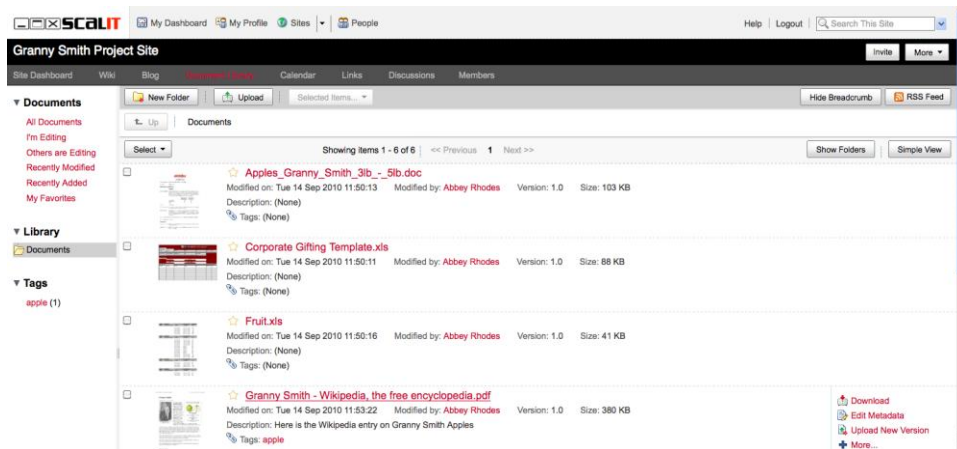 SCALIT My Dashboard My Profile Sites People Help Logout Search This Site
Granny Smith Project Site Invite More
Site Dashboard Wiki Blog Document Library Calendar Links Discussions Members
Documents
All Documents
I'm Editing
Others are Editing
Recently Modified
Recently Added
My Favorites
Library
Documents
Tags
apple (1)
New Folder Upload Selected Items... Hide Breadcrumb RSS Feed
Up Documents
Select Showing items 1 - 6 of 6 << Previous 1 Next >> Show Folders Simple View
Apples_Granny_Smith_3lb_-_5lb.doc
Modified on: Tue 14 Sep 2010 11:50:13 Modified by: Abbey Rhodes Version: 1.0 Size: 103 KB
Description: (None)
Tags: (None)
Corporate Gifting Template.xls
Modified on: Tue 14 Sep 2010 11:50:11 Modified by: Abbey Rhodes Version: 1.0 Size: 88 KB
Description: (None)
Tags: (None)
Fruit.xls
Modified on: Tue 14 Sep 2010 11:50:16 Modified by: Abbey Rhodes Version: 1.0 Size: 41 KB
Description: (None)
Tags: (None)
Granny Smith - Wikipedia, the free encyclopedia.pdf
Modified on: Tue 14 Sep 2010 11:53:22 Modified by: Abbey Rhodes Version: 1.0 Size: 380 KB
Description: Here is the Wikipedia entry on Granny Smith Apples
Tags: apple
Download
Edit Metadata
Upload New Version
More...